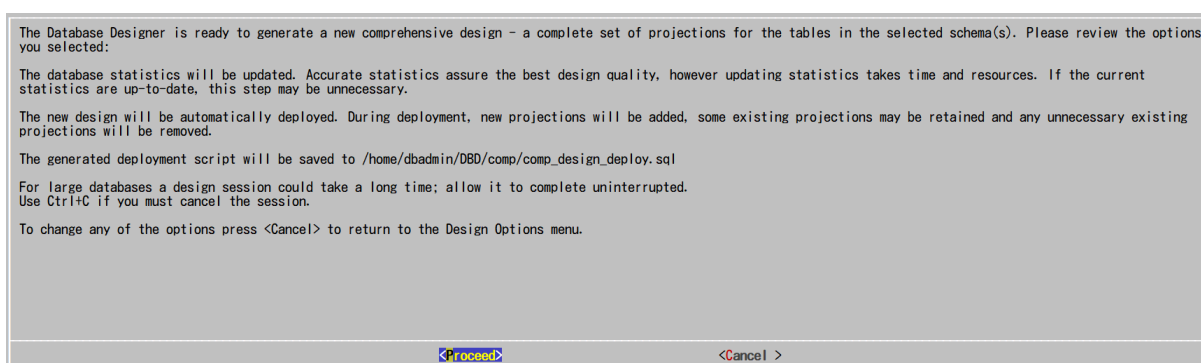 The Database Designer is ready to generate a new comprehensive design - a complete set of projections for the tables in the selected schema(s). Please review the options
you selected:
The database statistics will be updated. Accurate statistics assure the best design quality, however updating statistics takes time and resources. If the current
statistics are up-to-date, this step may be unnecessary.
The new design will be automatically deployed. During deployment, new projections will be added, some existing projections may be retained and any unnecessary existing
projections will be removed.
The generated deployment script will be saved to /home/dbadmin/DBD/comp/comp_design_deploy.sql
For large databases a design session could take a long time; allow it to complete uninterrupted.
Use Ctrl+C if you must cancel the session.
To change any of the options press <Cancel> to return to the Design Options menu.
<Proceed> <Cancel >